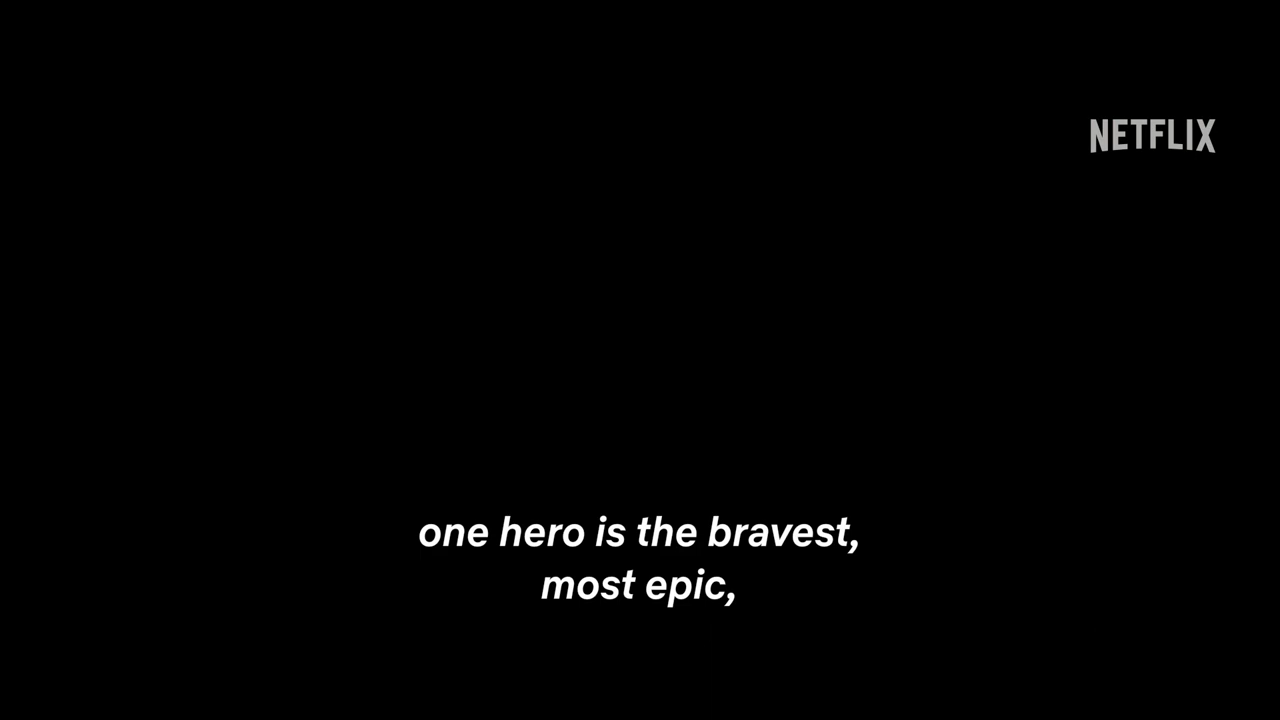 NETFLIX
one hero is the bravest,
most epic,